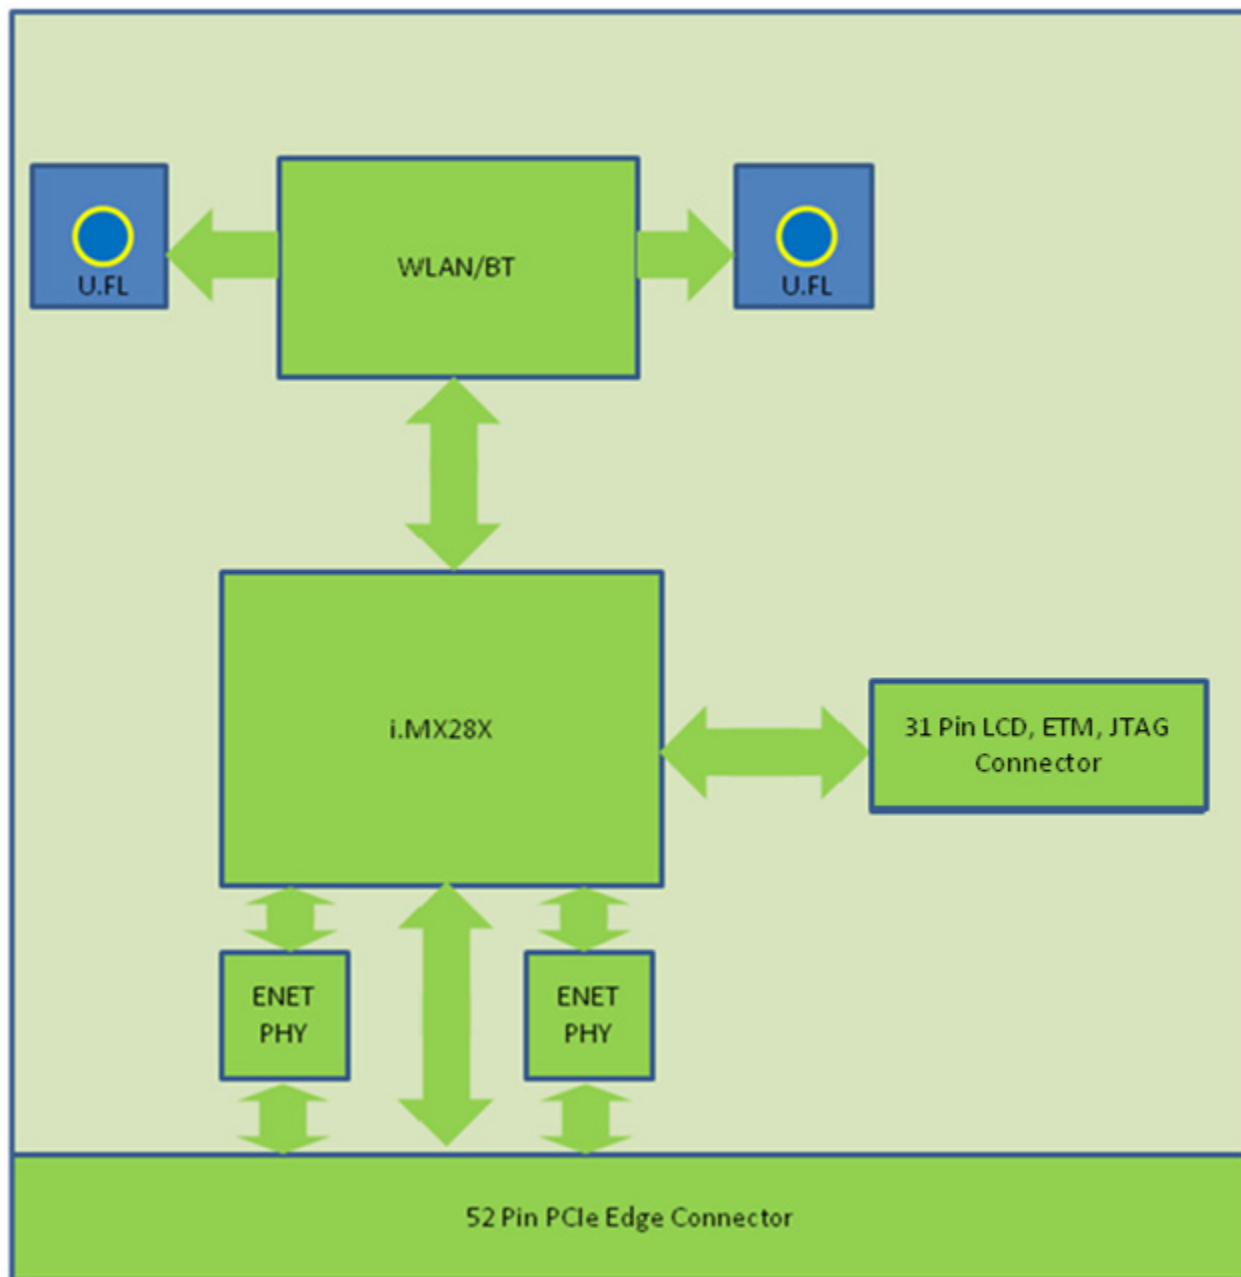 WLAN/BT
U.FL
U.FL
i.MX28X
31 Pin LCD, ETM, JTAG
Connector
ENET
PHY
ENET
PHY
52 Pin PCIe Edge Connector